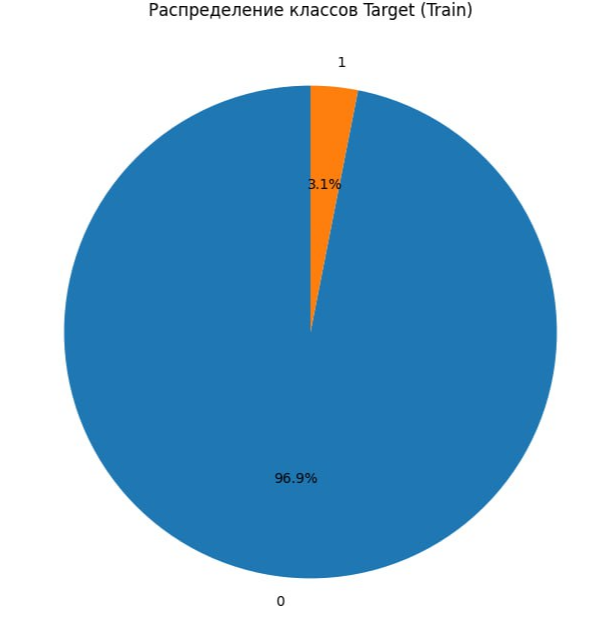 Распределение классов Target (Train)
1
3.1%
96.9%
0